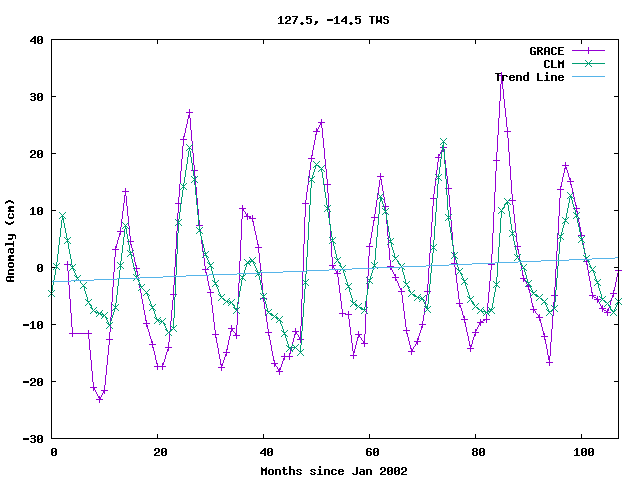 127.5, -14.5 TWS
GRACE
CLM
Trend Line
40
30
20
10
0
-10
-20
-30
Anomaly (cm)
0 20 40 60 80 100
Months since Jan 2002